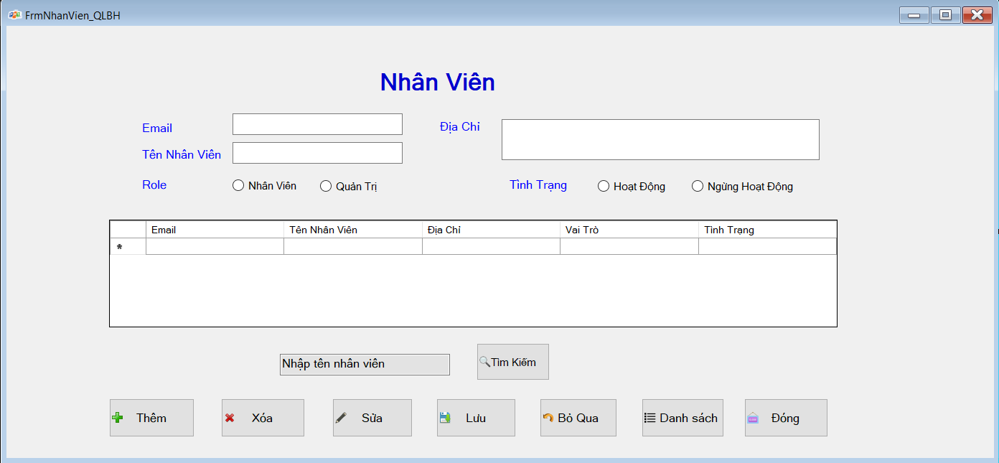 FrmNhanVien_QLBH
Nhân Viên
Email
Địa Chỉ
Tên Nhân Viên
Role Nhân Viên Quản Trị Tình Trạng Hoạt Động Ngừng Hoạt Động
Email Tên Nhân Viên Địa Chỉ Vai Trò Tình Trạng
*
Nhập tên nhân viên Tìm Kiếm
Thêm Xóa Sửa Lưu Bỏ Qua Danh sách Đóng